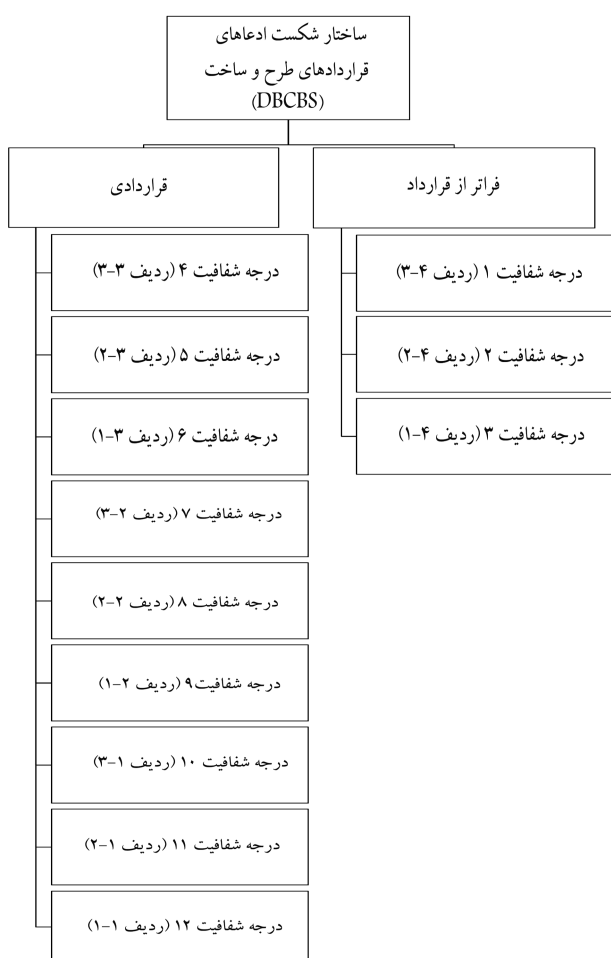 ساختار شکست ادعاهای
قراردادهای طرح و ساخت
(DBCBS)
فراتر از قرارداد
درجه شفافیت ۱ (ردیف ۴-۳)
درجه شفافیت ۲ (ردیف ۴-۲)
درجه شفافیت ۳ (ردیف ۴-۱)
قراردادی
درجه شفافیت ۴ (ردیف ۳-۳)
درجه شفافیت ۵ (ردیف ۳-۲)
درجه شفافیت ۶ (ردیف ۳-۱)
درجه شفافیت ۷ (ردیف ۲-۳)
درجه شفافیت ۸ (ردیف ۲-۲)
درجه شفافیت۹ (ردیف ۲-۱)
درجه شفافیت ۱۰ (ردیف ۱-۳)
درجه شفافیت ۱۱ (ردیف ۱-۲)
درجه شفافیت ۱۲ (ردیف ۱-۱)